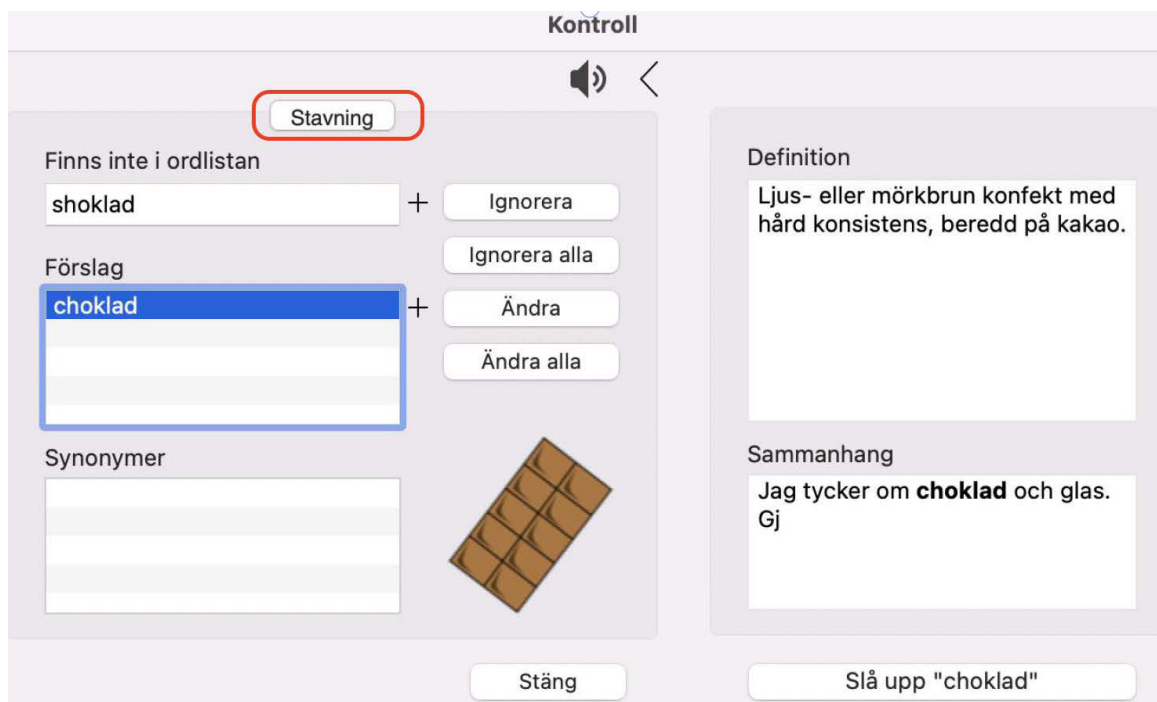 Kontroll
Stavning
Finns inte i ordlistan
shoklad
+
Ignorera
Ignorera alla
Förslag
choklad
+
Ändra
Ändra alla
Synonymer
Definition
Ljus- eller mörkbrun konfekt med
hård konsistens, beredd på kakao.
Sammanhang
Jag tycker om choklad och glas.
Gj
Stäng
Slå upp "choklad"